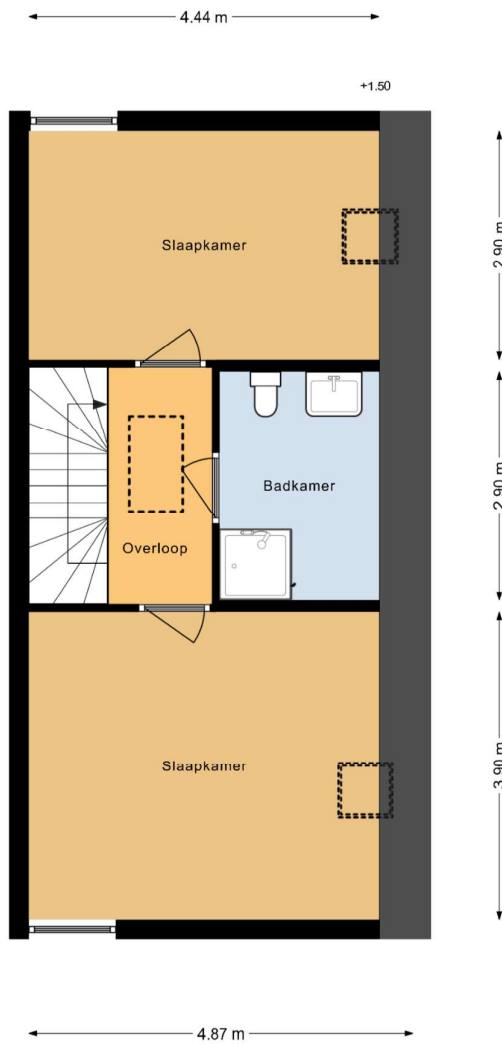 4.44 m
+1.50
2.90 m
Slaapkamer
2.90 m
Badkamer
Overloop
3.90 m
Slaapkamer
4.87 m